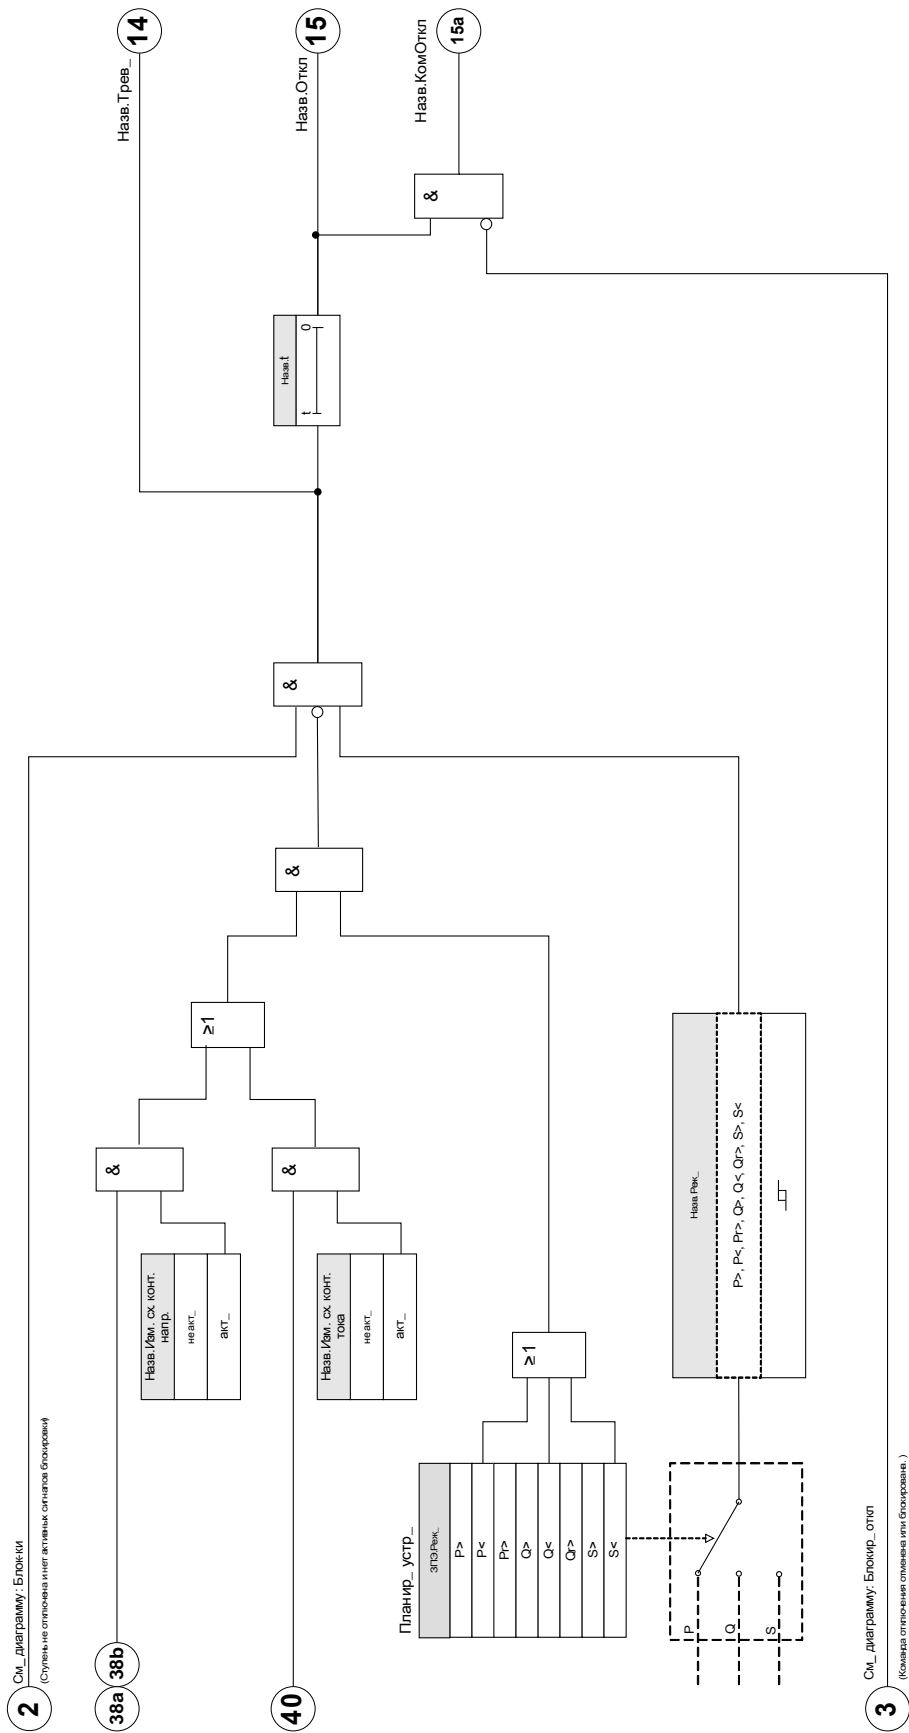 2
См_ диаграмму: Блок-ки
(Ступень не отключена и нет активных сигналов блокировки)
38a
38b
40
&
Назв.Изм. сх. конт.
напр.
неакт_
акт_
&
Назв.Изм. сх. конт.
тока
неакт_
акт_
≥1
&
&
Назв.Трев_
14
Назв.t
t
0
Назв.Откл
15
&
Назв.КомОткл
15a
Планир_ устр_
ЗПЭ.Реж_
P>
P<
Pr>
Q>
Q<
Qr>
S>
S<
≥1
P
Q
S
Назв.Реж_
P>, P<, Pr>, Q>, Q<, Qr>, S>, S<
3
См_ диаграмму: Блокир_ откл
(Команда отключения отменена или блокирована. )